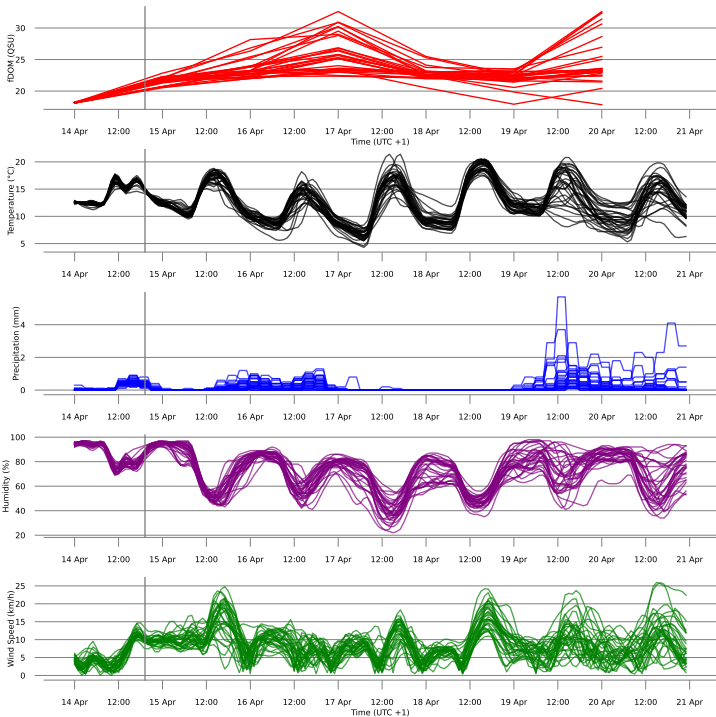 30
25
20
fDOM (QSU)
14 Apr 12:00 15 Apr 12:00 16 Apr 12:00 17 Apr 12:00 18 Apr 12:00 19 Apr 12:00 20 Apr 12:00 21 Apr
Time (UTC +1)
20
15
10
5
Temperature (°C)
14 Apr 12:00 15 Apr 12:00 16 Apr 12:00 17 Apr 12:00 18 Apr 12:00 19 Apr 12:00 20 Apr 12:00 21 Apr
4
2
0
Precipitation (mm)
14 Apr 12:00 15 Apr 12:00 16 Apr 12:00 17 Apr 12:00 18 Apr 12:00 19 Apr 12:00 20 Apr 12:00 21 Apr
100
80
60
40
20
Humidity (%)
14 Apr 12:00 15 Apr 12:00 16 Apr 12:00 17 Apr 12:00 18 Apr 12:00 19 Apr 12:00 20 Apr 12:00 21 Apr
25
20
15
10
5
0
Wind Speed (km/h)
14 Apr 12:00 15 Apr 12:00 16 Apr 12:00 17 Apr 12:00 18 Apr 12:00 19 Apr 12:00 20 Apr 12:00 21 Apr
Time (UTC +1)